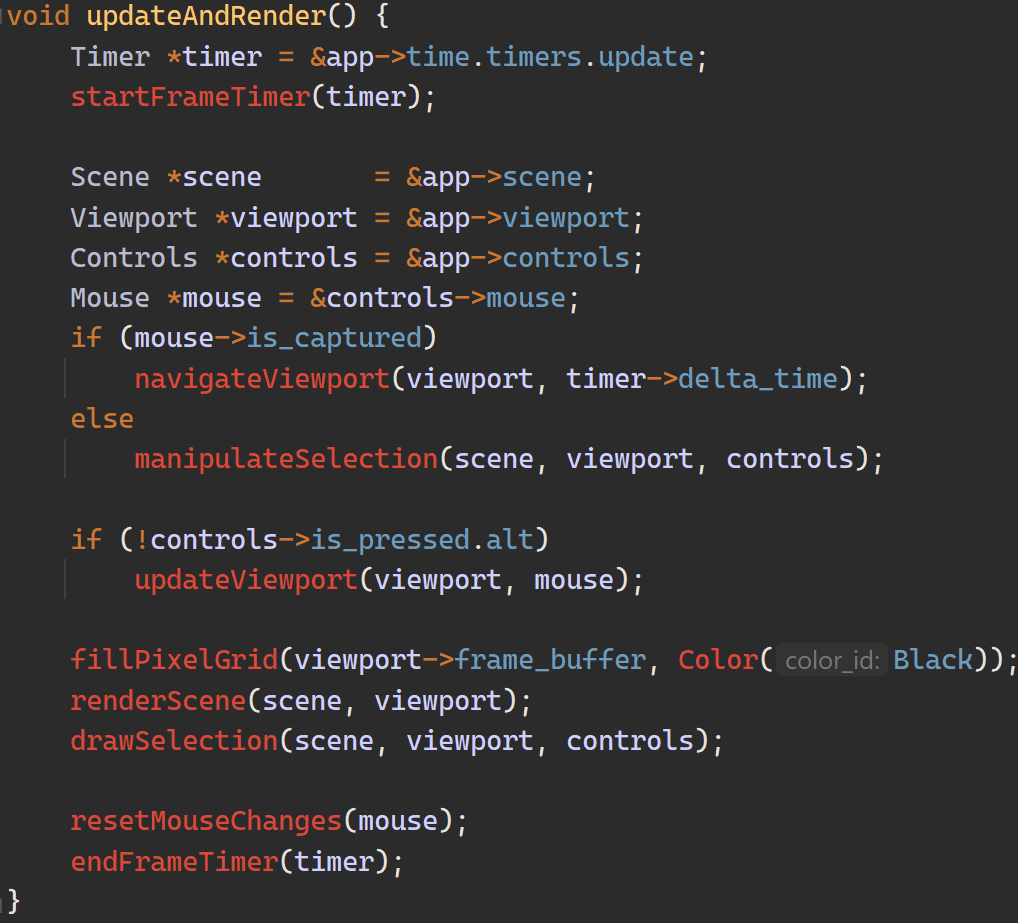 void updateAndRender() {
    Timer *timer = &app->time.timers.update;
    startFrameTimer(timer);

    Scene *scene       = &app->scene;
    Viewport *viewport = &app->viewport;
    Controls *controls = &app->controls;
    Mouse *mouse = &controls->mouse;
    if (mouse->is_captured)
        navigateViewport(viewport, timer->delta_time);
    else
        manipulateSelection(scene, viewport, controls);

    if (!controls->is_pressed.alt)
        updateViewport(viewport, mouse);

    fillPixelGrid(viewport->frame_buffer, Color( color_id: Black));
    renderScene(scene, viewport);
    drawSelection(scene, viewport, controls);

    resetMouseChanges(mouse);
    endFrameTimer(timer);
}